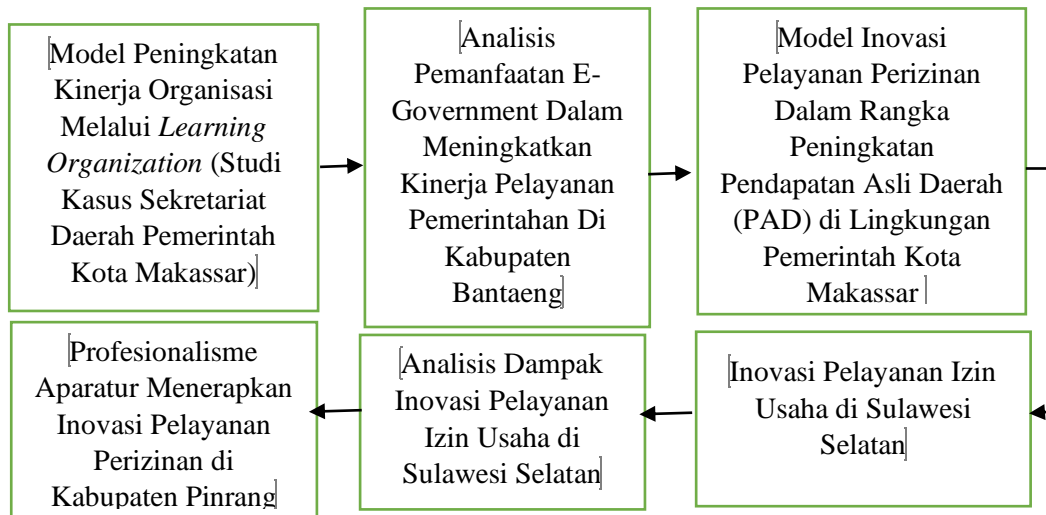 Model Peningkatan
Kinerja Organisasi
Melalui Learning
Organization (Studi
Kasus Sekretariat
Daerah Pemerintah
Kota Makassar)
Analisis
Pemanfaatan E-
Government Dalam
Meningkatkan
Kinerja Pelayanan
Pemerintahan Di
Kabupaten
Bantaeng
Model Inovasi
Pelayanan Perizinan
Dalam Rangka
Peningkatan
Pendapatan Asli Daerah
(PAD) di Lingkungan
Pemerintah Kota
Makassar
Inovasi Pelayanan Izin
Usaha di Sulawesi
Selatan
Analisis Dampak
Inovasi Pelayanan
Izin Usaha di
Sulawesi Selatan
Profesionalisme
Aparatur Menerapkan
Inovasi Pelayanan
Perizinan di
Kabupaten Pinrang